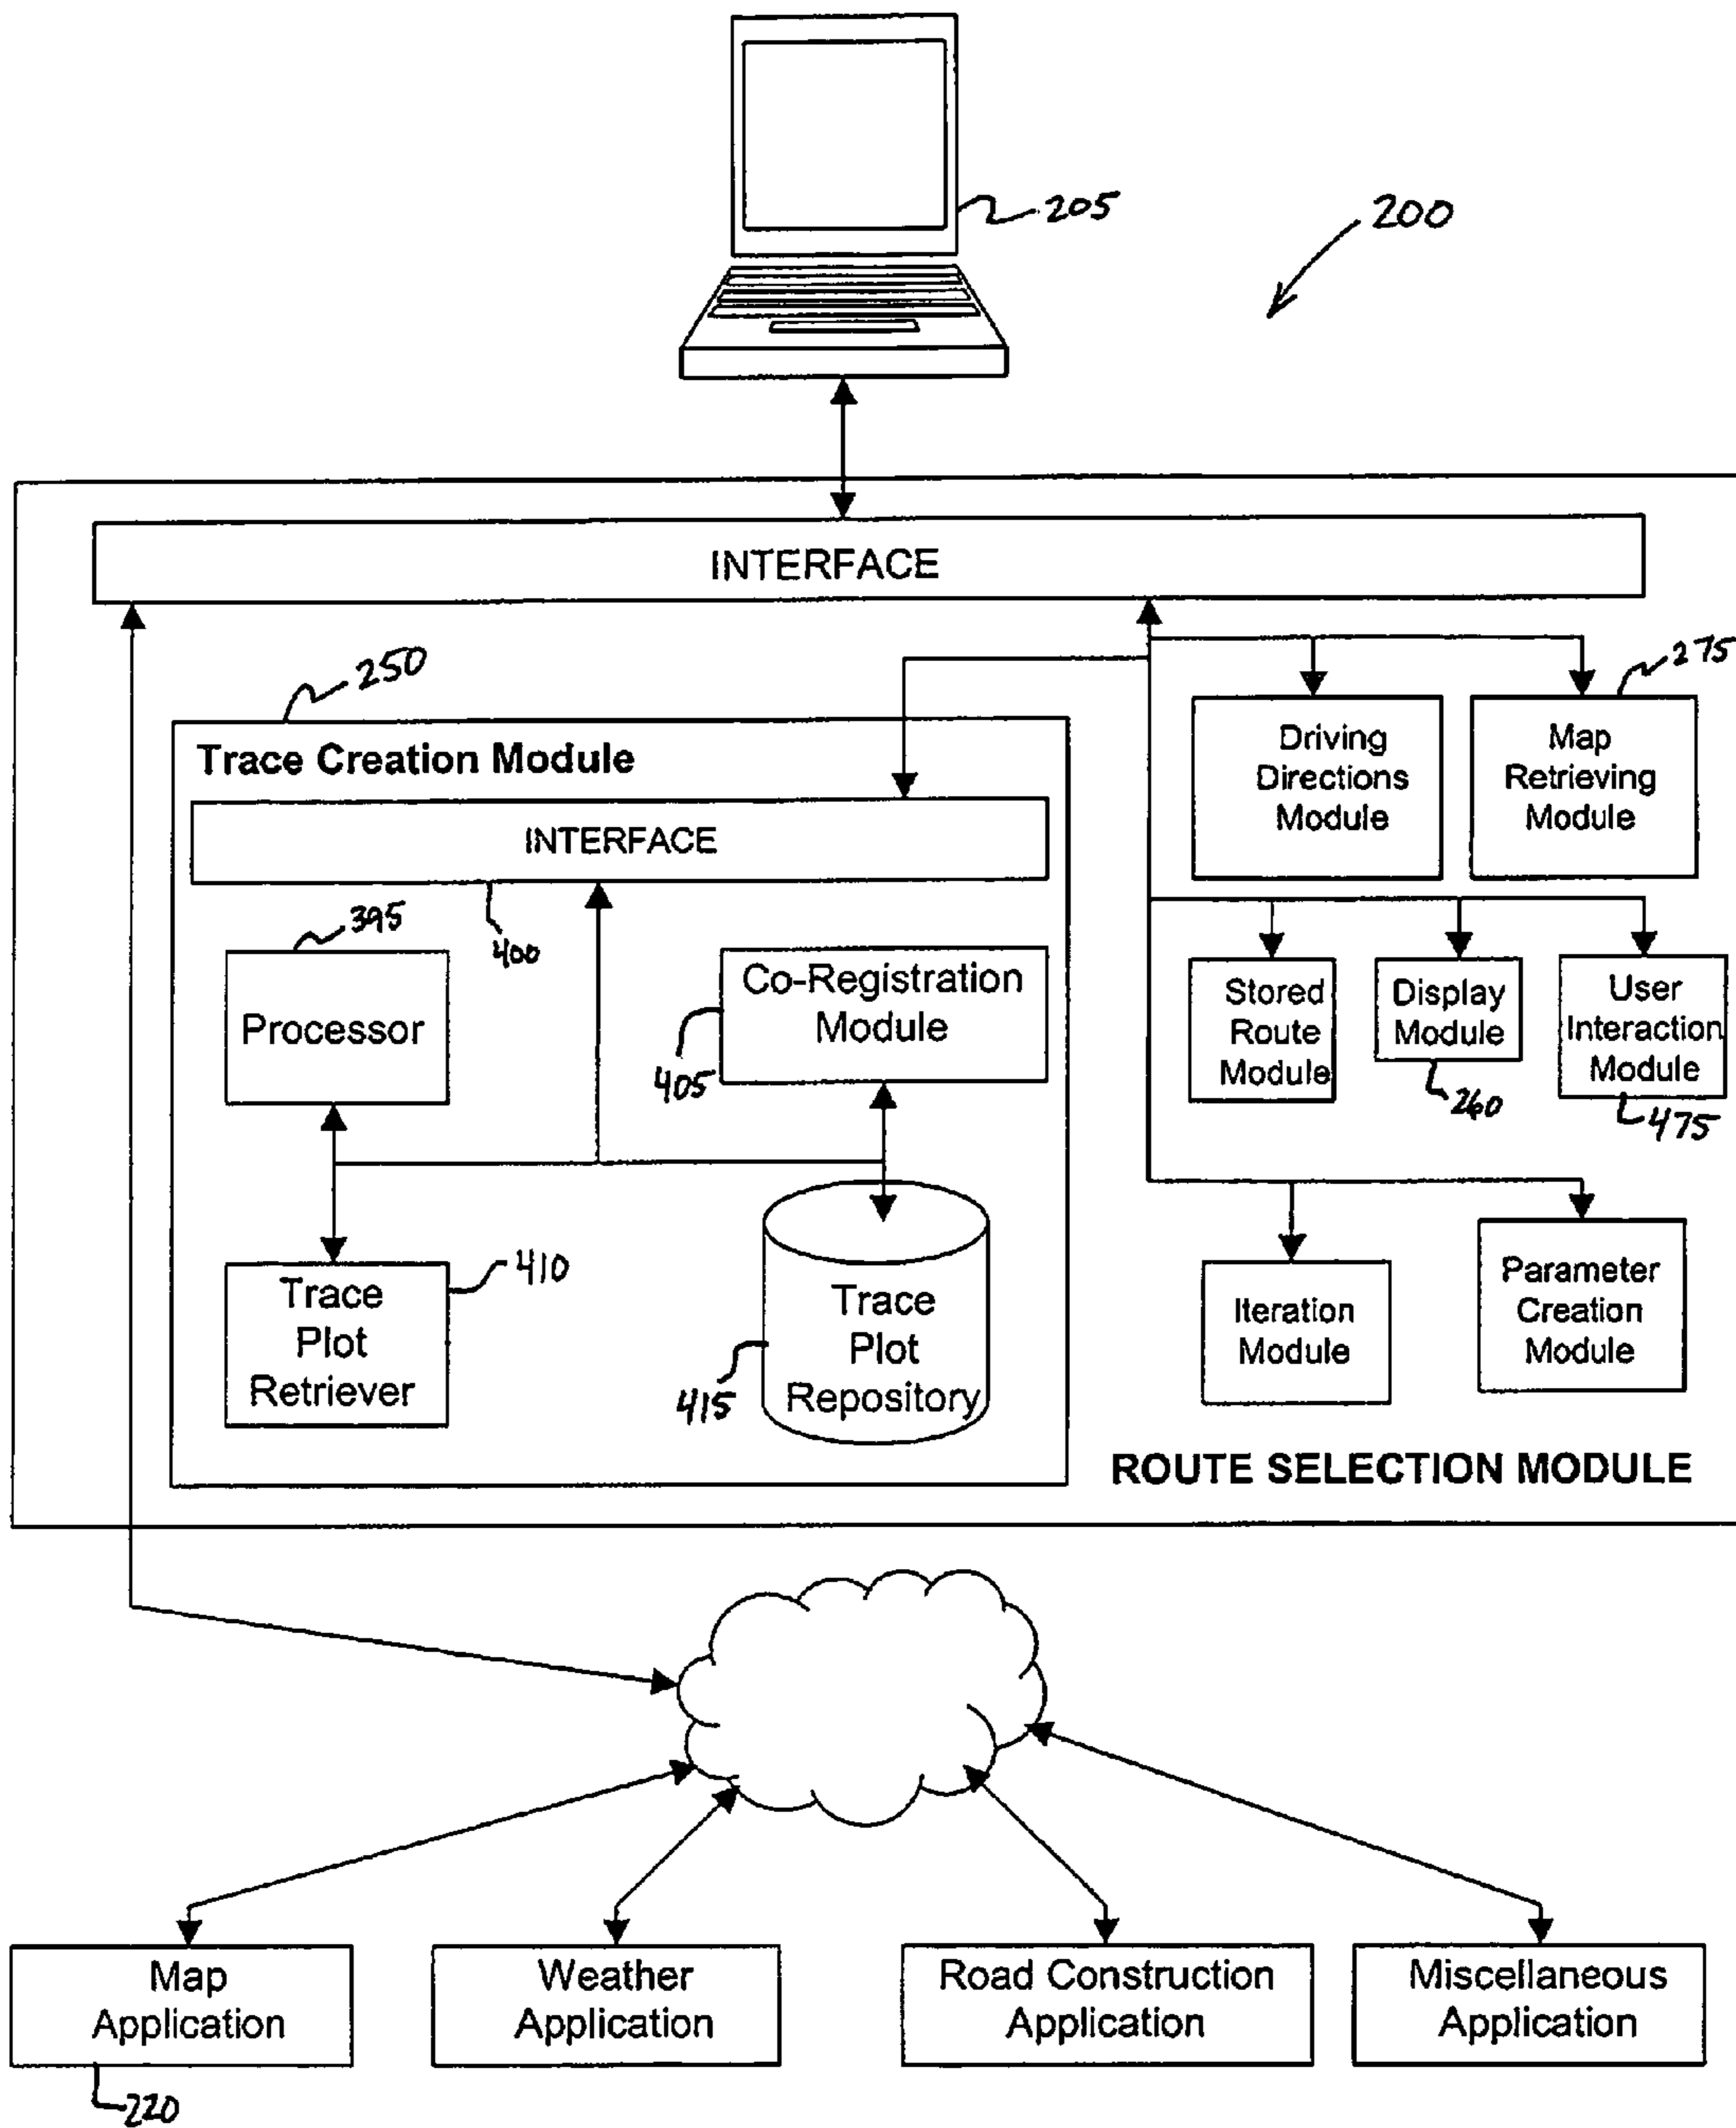 205
200
INTERFACE
250
275
Trace Creation Module
INTERFACE
Driving
Directions
Module
Map
Retrieving
Module
395
400
Processor
Co-Registration
Module
405
Stored
Route
Module
Display
Module
260
User
Interaction
Module
475
Trace
Plot
Retriever
410
Trace
Plot
Repository
415
Iteration
Module
Parameter
Creation
Module
ROUTE SELECTION MODULE
Map
Application
220
Weather
Application
Road Construction
Application
Miscellaneous
Application